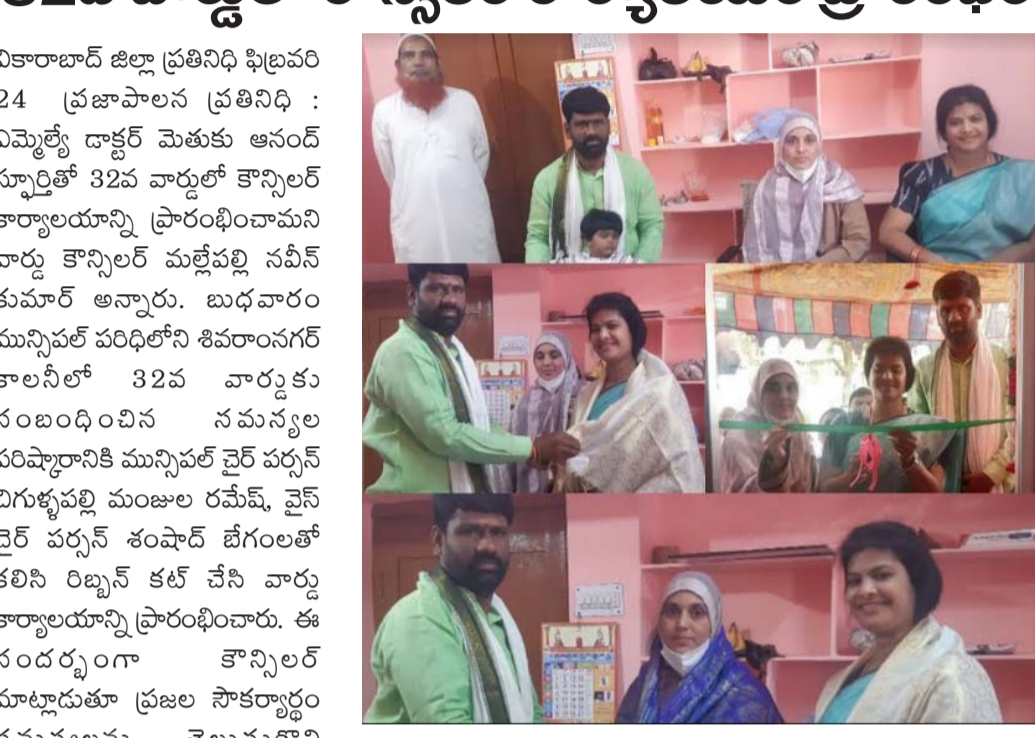 వికారాబాద్ జిల్లా ప్రతినిధి ఫిబ్రవరి
24 ప్రజాపాలన ప్రతినిధి :
ఎమ్మెల్యే డాక్టర్ మెతుకు ఆనంద్
స్ఫూర్తితో 32వ వార్డులో కౌన్సిలర్
కార్యాలయాన్ని ప్రారంభించామని
వార్డు కౌన్సిలర్ మల్లేపల్లి నవీన్
కుమార్ అన్నారు. బుధవారం
మున్సిపల్ పరిధిలోని శివరాంనగర్
కాలనీలో 32వ వార్డుకు
సంబంధించిన సమస్యల
పరిష్కారానికి మున్సిపల్ చైర్ పర్సన్
చిగుళ్ళపల్లి మంజుల రమేష్, వైస్
చైర్ పర్సన్ శంషాద్ బేగంలతో
కలిసి రిబ్బన్ కట్ చేసి వార్డు
కార్యాలయాన్ని ప్రారంభించారు. ఈ
సందర్భంగా కౌన్సిలర్
మాట్లాడుతూ ప్రజల సౌకర్యార్థం